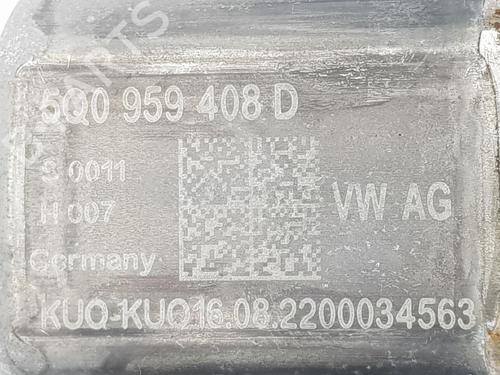 5Q0 959 408 D
S 0011
H 007
VW AG
Germany
KUQ-KUQ16.08.2200034563